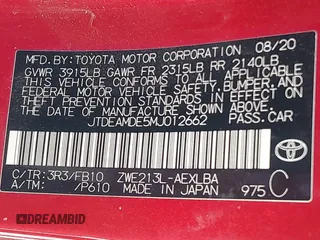 MFD.BY:TOYOTA MOTOR CORPORATION 08/20
GVWR 3915LB GAWR FR 2315LB RR 2140LB
THIS VEHICLE CONFORMS TO ALL APPLICABLE
FEDERAL MOTOR VEHICLE SAFETY, BUMPER, AND
THEFT PREVENTION STANDARDS IN EFFECT ON
THE DATE OF MANUFACTURE SHOWN ABOVE.
JTDEAMDE5MJ012662 PASS.CAR
C/TR:3R3/FB10 ZWE213L-AEXLBA
A/TM: /P610 MADE IN JAPAN 975 C
TOYOTA
DREAMBID